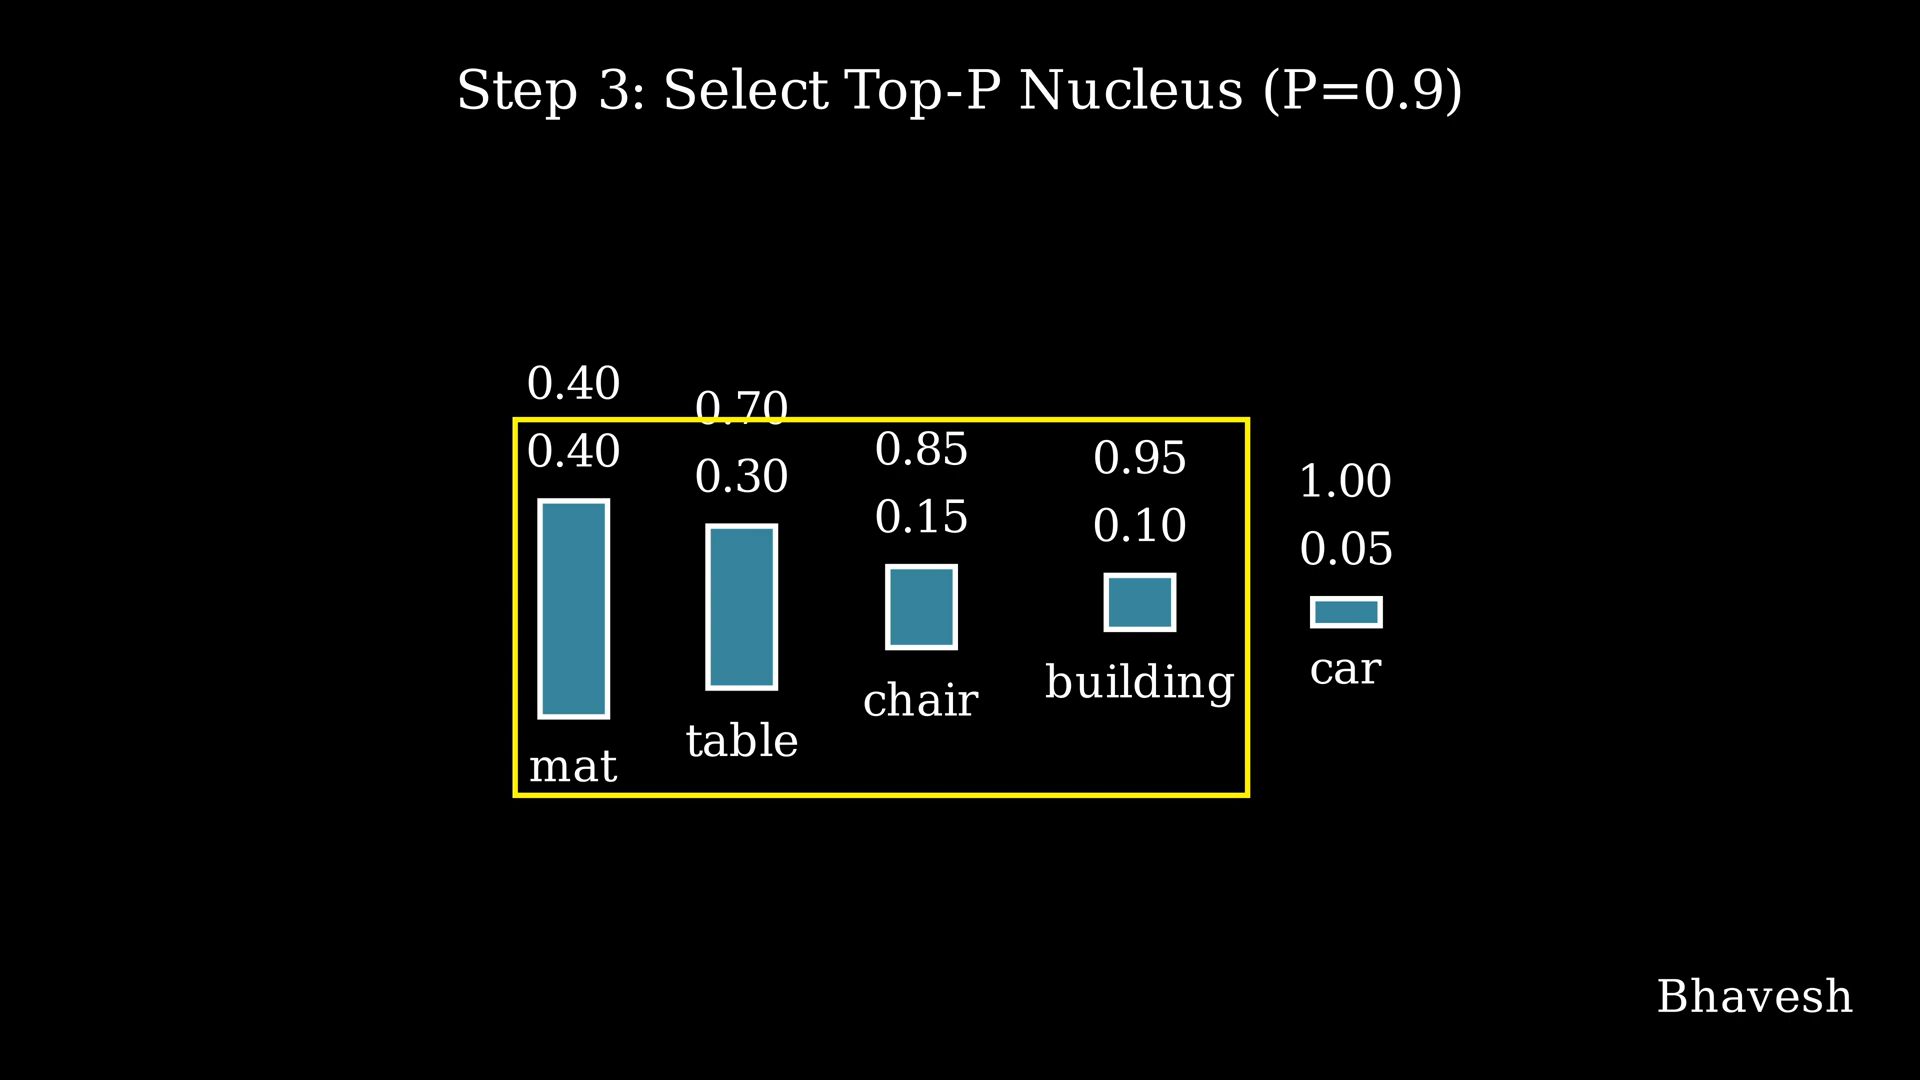 Step 3: Select Top-P Nucleus (P=0.9)
0.40 0.70 0.85 0.95 1.00
0.40 0.30 0.15 0.10 0.05
mat table chair building car
Bhavesh